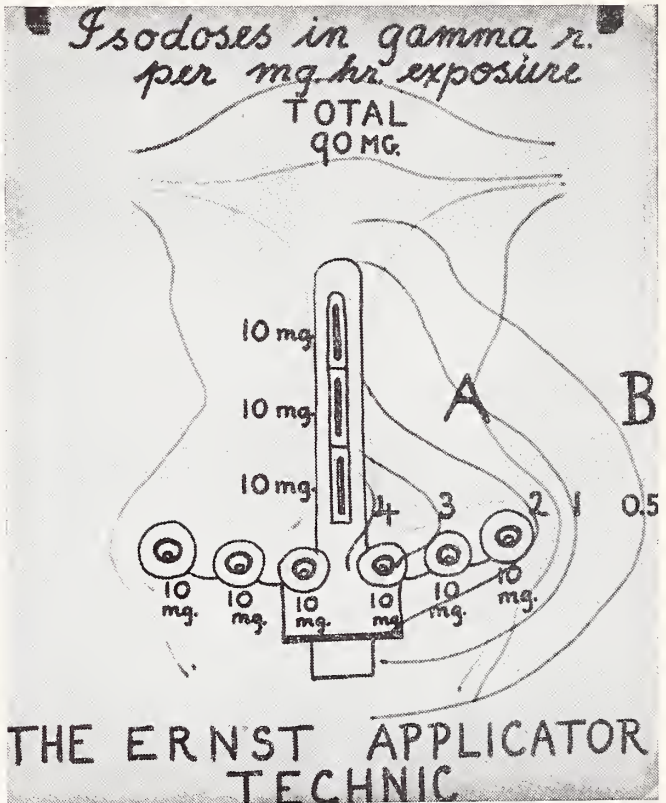 Isodoses in gamma r.
per mg. hr. exposure
TOTAL
90 MG.
10 mg.
10 mg.
10 mg.
A
B
4
3
2
1
0.5
10
mg.
10
mg.
10
mg.
10
mg
10
mg.
10
mg.
THE ERNST APPLICATOR
TECHNIC